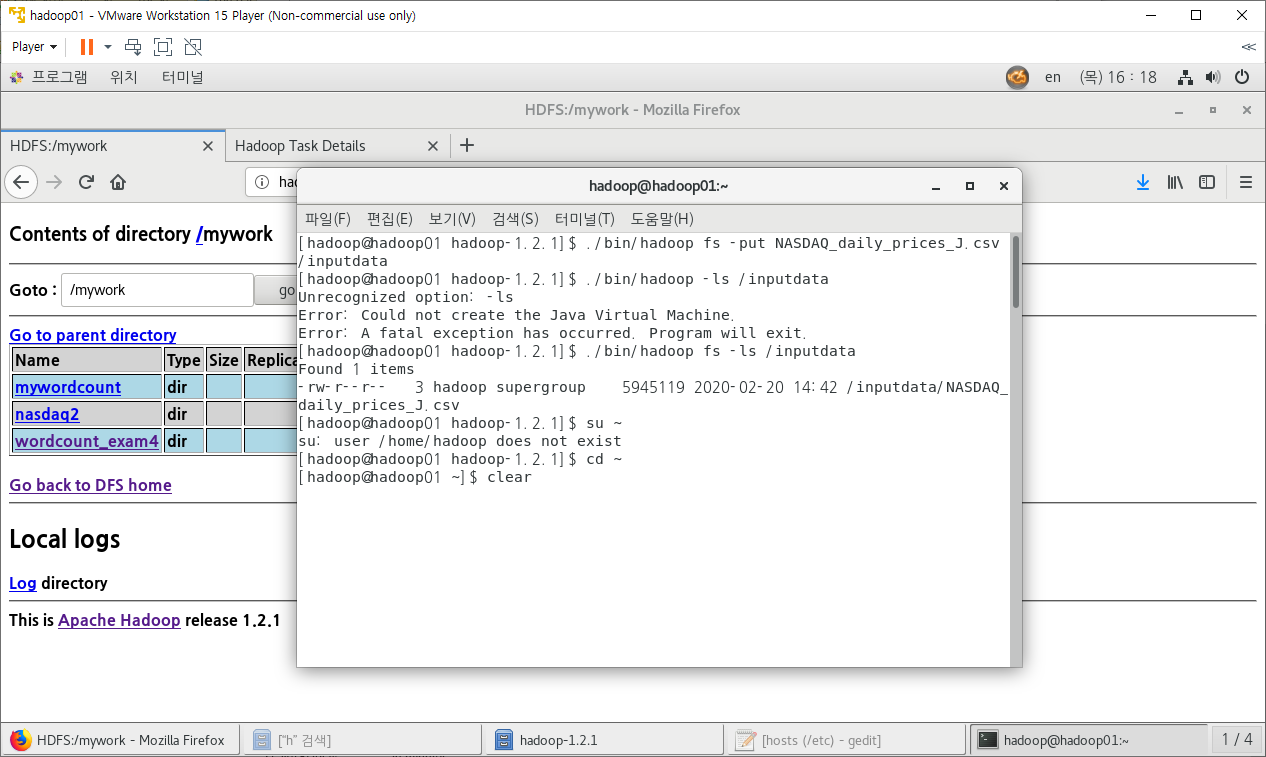 hadoop01 - VMware Workstation 15 Player (Non-commercial use only)
Player
프로그램 위치 터미널 en (목) 16 : 18
HDFS:/mywork - Mozilla Firefox
HDFS:/mywork Hadoop Task Details
hadoop@hadoop01:~
파일(F) 편집(E) 보기(V) 검색(S) 터미널(T) 도움말(H)
[hadoop@hadoop01 hadoop-1.2.1]$ ./bin/hadoop fs -put NASDAQ_daily_prices_J.csv
/inputdata
[hadoop@hadoop01 hadoop-1.2.1]$ ./bin/hadoop -ls /inputdata
Unrecognized option: -ls
Error: Could not create the Java Virtual Machine.
Error: A fatal exception has occurred. Program will exit.
[hadoop@hadoop01 hadoop-1.2.1]$ ./bin/hadoop fs -ls /inputdata
Found 1 items
-rw-r--r--   3 hadoop supergroup    5945119 2020-02-20 14:42 /inputdata/NASDAQ_
daily_prices_J.csv
[hadoop@hadoop01 hadoop-1.2.1]$ su ~
su: user /home/hadoop does not exist
[hadoop@hadoop01 hadoop-1.2.1]$ cd ~
[hadoop@hadoop01 ~]$ clear
Contents of directory /mywork
Goto : /mywork go
Go to parent directory
Name Type Size
mywordcount dir
nasdaq2 dir
wordcount_exam4 dir
Go back to DFS home
Local logs
Log directory
This is Apache Hadoop release 1.2.1
HDFS:/mywork - Mozilla Firefox ["h" 검색] hadoop-1.2.1 [hosts (/etc) - gedit] hadoop@hadoop01:~ 1 / 4